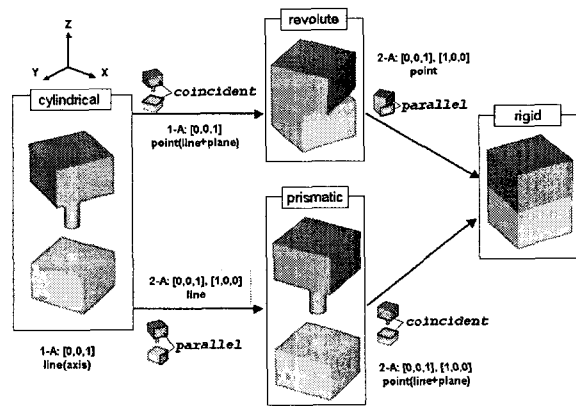 revolute
Z
Y
X
2-A: [0,0,1], [1,0,0]
point
cylindrical
coincident
parallel
1-A: [0,0,1]
point(line+plane)
rigid
prismatic
2-A: [0,0,1], [1,0,0]
line
parallel
coincident
1-A: [0,0,1]
line(axis)
2-A: [0,0,1], [1,0,0]
point(line+plane)